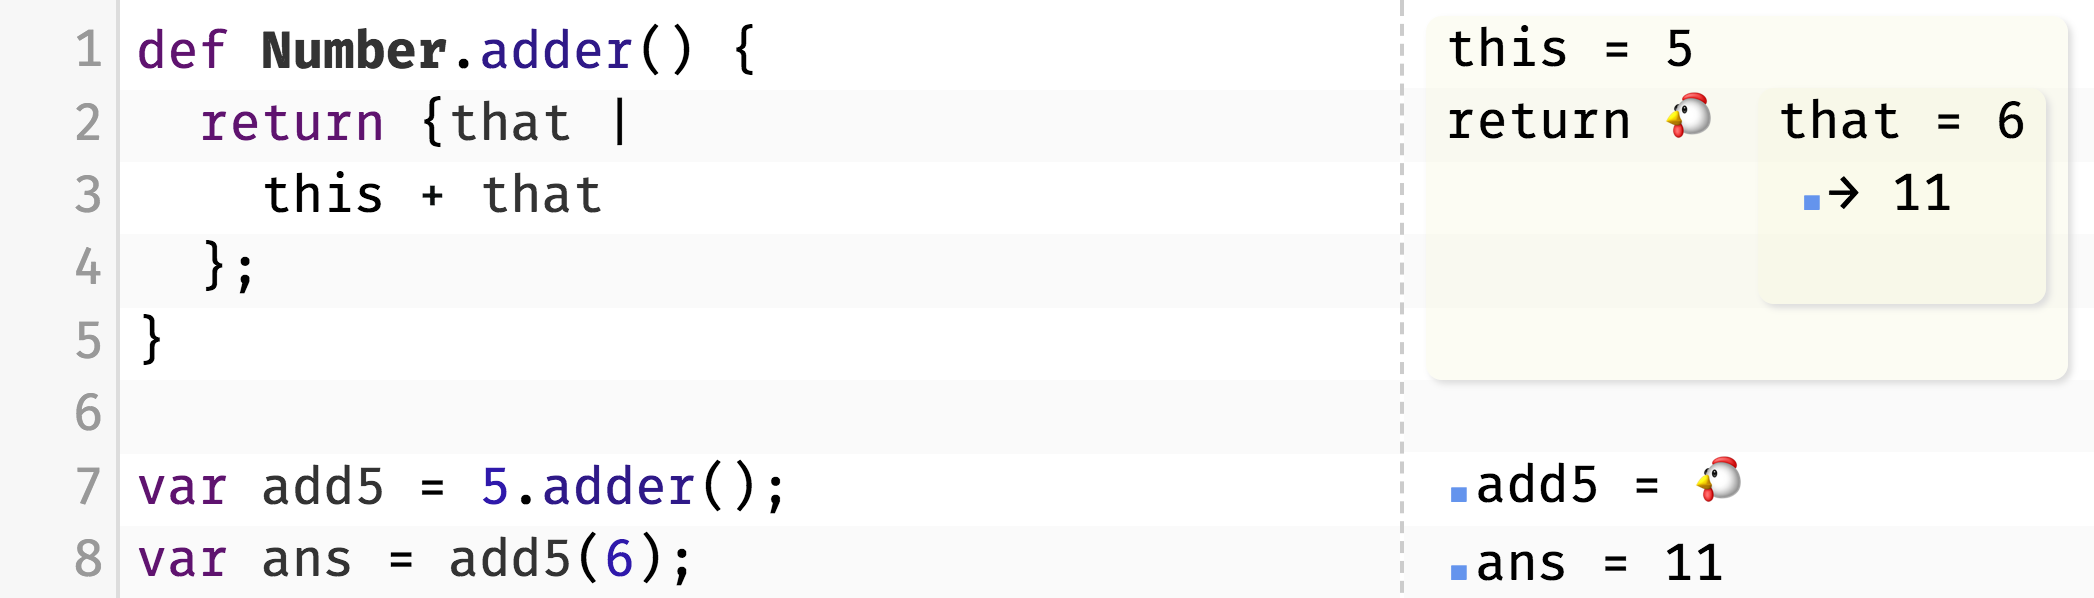 1 def Number.adder() { this = 5
2 return {that | return 🐔 that = 6
3 this + that → 11
4 };
5 }
6
7 var add5 = 5.adder(); add5 = 🐔
8 var ans = add5(6); ans = 11